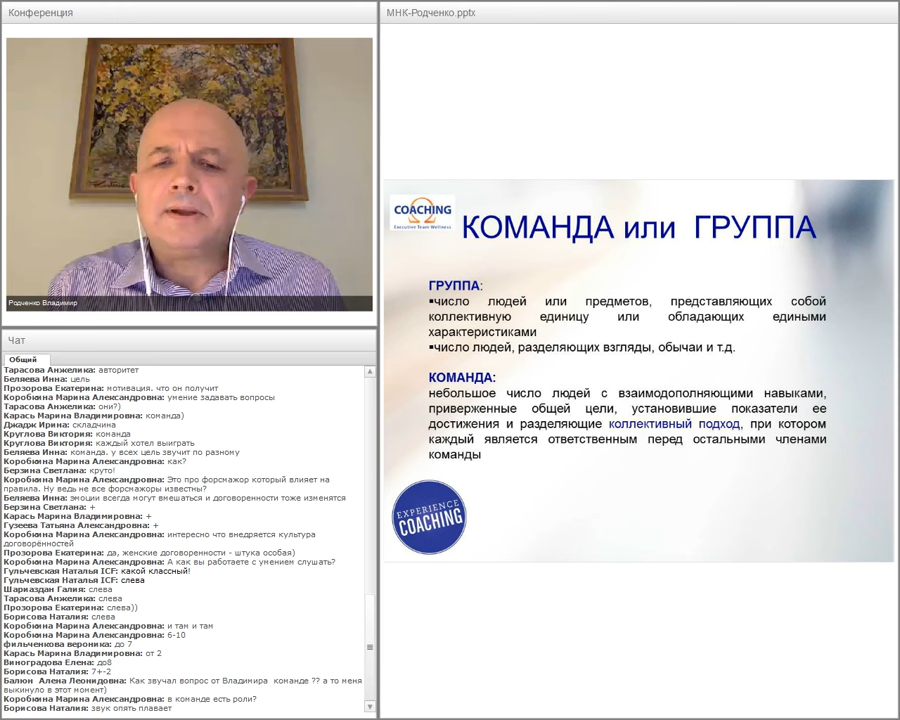 Конференция
Родченко Владимир
Чат
Общий
Тарасова Анжелика: авторитет
Беляева Инна: цель
Прозорова Екатерина: мотивация. что он получит
Коробкина Марина Александровна: умение задавать вопросы
Тарасова Анжелика: они?)
Карась Марина Владимировна: команда)
Джадж Ирина: складчина
Круглова Виктория: команда
Круглова Виктория: каждый хотел выиграть
Беляева Инна: команда. у всех цель звучит по разному
Коробкина Марина Александровна: как?
Берзина Светлана: круто!
Коробкина Марина Александровна: Это про форсмажор который влияет на
правила. Ну ведь не все форсмажоры известны?
Беляева Инна: эмоции всегда могут вмешаться и договоренности тоже изменятся
Берзина Светлана: +
Карась Марина Владимировна: +
Гузеева Татьяна Александровна: +
Коробкина Марина Александровна: интересно что внедряется культура
договорённостей
Прозорова Екатерина: да, женские договоренности - штука особая)
Коробкина Марина Александровна: А как вы работаете с умением слушать?
Гульчевская Наталья ICF: какой классный!
Гульчевская Наталья ICF: слева
Шариаздан Галия: слева
Тарасова Анжелика: слева
Прозорова Екатерина: слева))
Борисова Наталия: слева
Коробкина Марина Александровна: и там и там
Коробкина Марина Александровна: 6-10
фильченкова вероника: до 7
Карась Марина Владимировна: от 2
Виноградова Елена: до8
Борисова Наталия: 7+-2
Балюн Алена Леонидовна: Как звучал вопрос от Владимира команде ?? а то меня
выкинуло в этот момент)
Коробкина Марина Александровна: в команде есть роли?
Борисова Наталия: звук опять плавает
МНК-Родченко.pptx
COACHING
Executive Team Wellness
КОМАНДА или ГРУППА
ГРУППА:
▪число людей или предметов, представляющих собой
коллективную единицу или обладающих едиными
характеристиками
▪число людей, разделяющих взгляды, обычаи и т.д.
КОМАНДА:
небольшое число людей с взаимодополняющими навыками,
приверженные общей цели, установившие показатели ее
достижения и разделяющие коллективный подход, при котором
каждый является ответственным перед остальными членами
команды
EXPERIENCE
COACHING